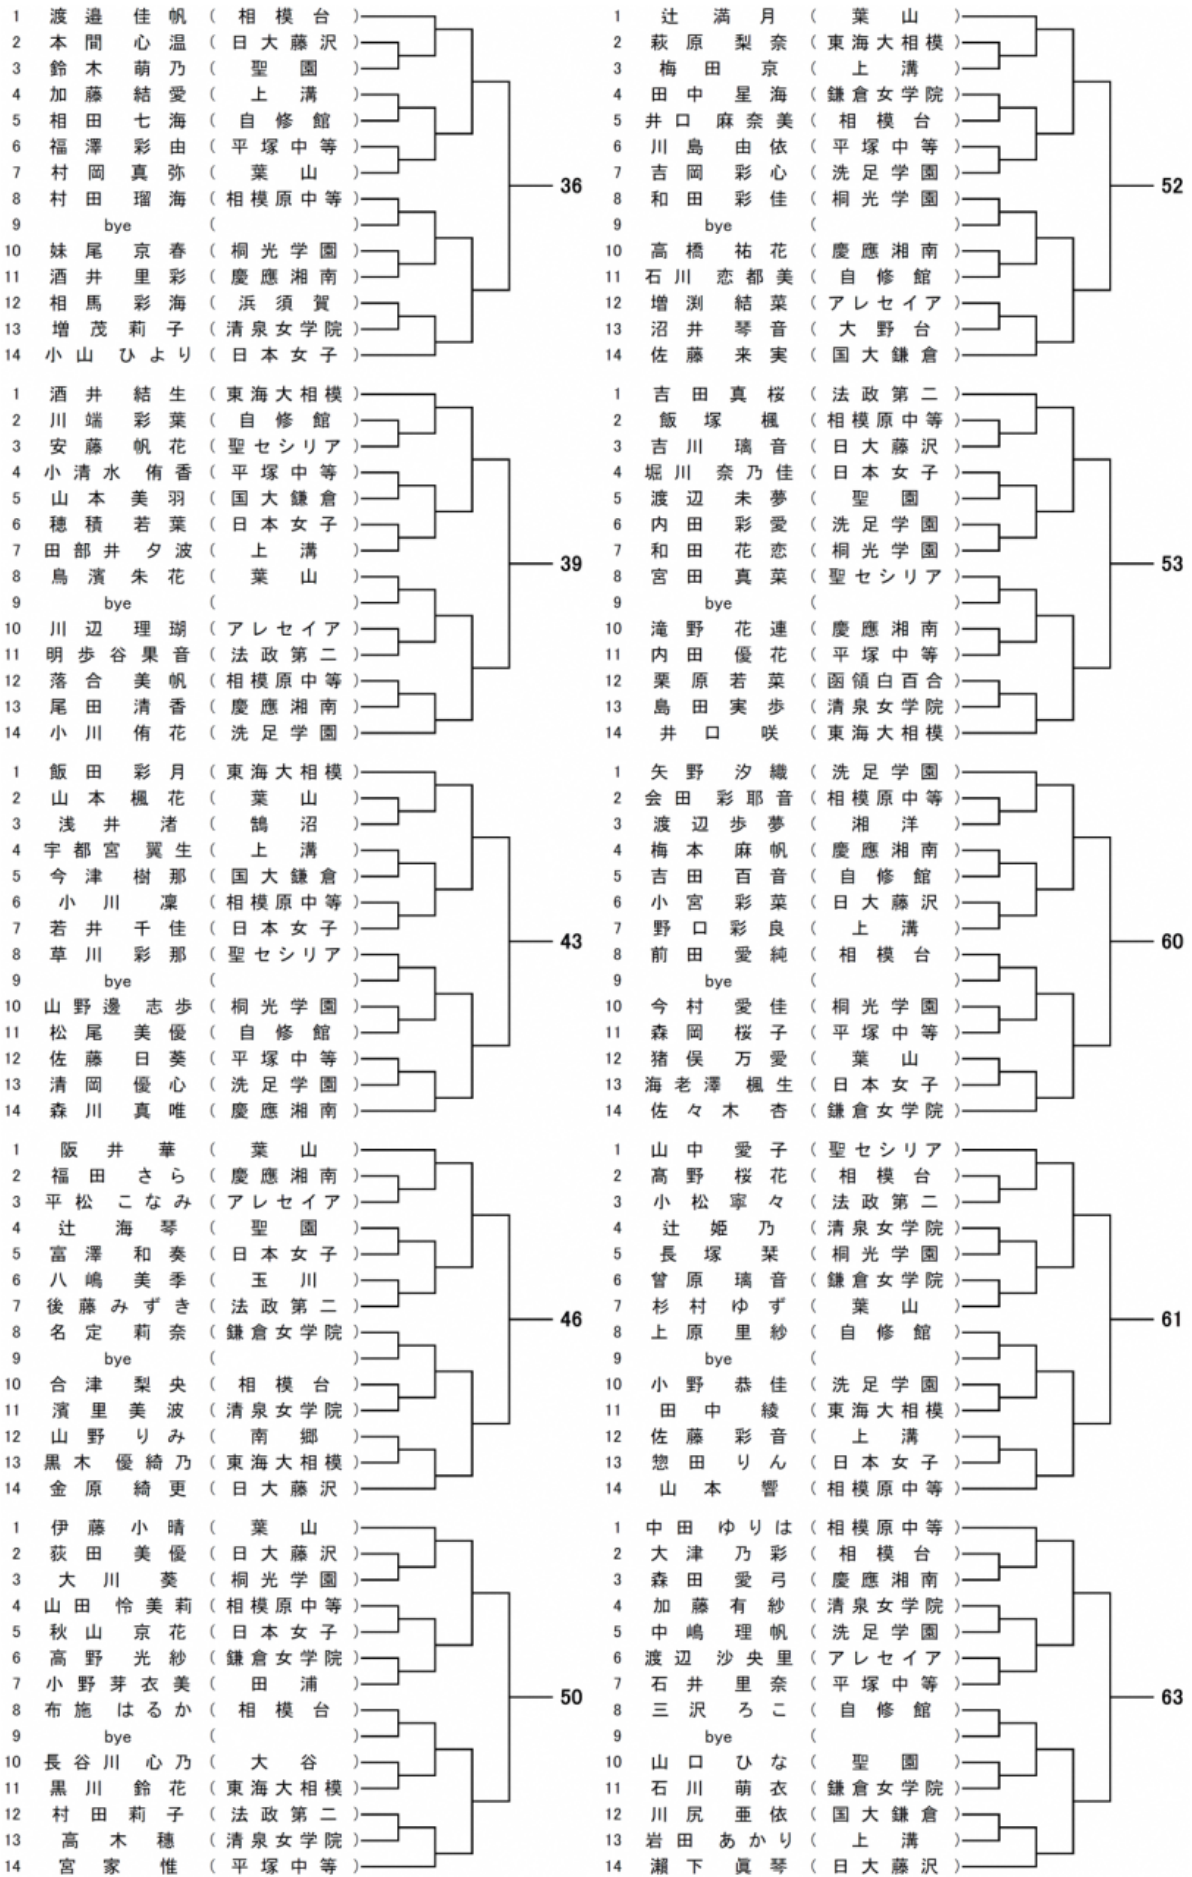 1 渡邉 佳帆 (相模台)
2 本間 心温 (日大藤沢)
3 鈴木 萌乃 (聖園)
4 加藤 結愛 (上溝)
5 相田 七海 (自修館)
6 福澤 彩由 (平塚中等)
7 村岡 真弥 (葉山)
8 村田 瑠海 (相模原中等)
9 bye ( )
10 妹尾 京春 (桐光学園)
11 酒井 里彩 (慶應湘南)
12 相馬 彩海 (浜須賀)
13 増茂 莉子 (清泉女学院)
14 小山 ひより (日本女子)
36
1 酒井 結生 (東海大相模)
2 川端 彩葉 (自修館)
3 安藤 帆花 (聖セシリア)
4 小清水 侑香 (平塚中等)
5 山本 美羽 (国大鎌倉)
6 穂積 若葉 (日本女子)
7 田部井 夕波 (上溝)
8 鳥濱 朱花 (葉山)
9 bye ( )
10 川辺 理瑚 (アレセイア)
11 明歩谷 果音 (法政第二)
12 落合 美帆 (相模原中等)
13 尾田 清香 (慶應湘南)
14 小川 侑花 (洗足学園)
39
1 飯田 彩月 (東海大相模)
2 山本 楓花 (葉山)
3 浅井 渚 (鵠沼)
4 宇都宮 翼生 (上溝)
5 今津 樹那 (国大鎌倉)
6 小川 凜 (相模原中等)
7 若井 千佳 (日本女子)
8 草川 彩那 (聖セシリア)
9 bye ( )
10 山野邊 志歩 (桐光学園)
11 松尾 美優 (自修館)
12 佐藤 日葵 (平塚中等)
13 清岡 優心 (洗足学園)
14 森川 真唯 (慶應湘南)
43
1 阪井 華 (葉山)
2 福田 さら (慶應湘南)
3 平松 こなみ (アレセイア)
4 辻 海琴 (聖園)
5 富澤 和奏 (日本女子)
6 八嶋 美季 (玉川)
7 後藤 みずき (法政第二)
8 名定 莉奈 (鎌倉女学院)
9 bye ( )
10 合津 梨央 (相模台)
11 濱里 美波 (清泉女学院)
12 山野 りみ (南郷)
13 黒木 優綺乃 (東海大相模)
14 金原 綺更 (日大藤沢)
46
1 伊藤 小晴 (葉山)
2 荻田 美優 (日大藤沢)
3 大川 葵 (桐光学園)
4 山田 怜美莉 (相模原中等)
5 秋山 京花 (日本女子)
6 高野 光紗 (鎌倉女学院)
7 小野 芽衣美 (田浦)
8 布施 はるか (相模台)
9 bye ( )
10 長谷川 心乃 (大谷)
11 黒川 鈴花 (東海大相模)
12 村田 莉子 (法政第二)
13 高木 穂 (清泉女学院)
14 宮家 惟 (平塚中等)
50
1 辻 満月 (葉山)
2 萩原 梨奈 (東海大相模)
3 梅田 京 (上溝)
4 田中 星海 (鎌倉女学院)
5 井口 麻奈美 (相模台)
6 川島 由依 (平塚中等)
7 吉岡 彩心 (洗足学園)
8 和田 彩佳 (桐光学園)
9 bye ( )
10 高橋 祐花 (慶應湘南)
11 石川 恋都美 (自修館)
12 増渕 結菜 (アレセイア)
13 沼井 琴音 (大野台)
14 佐藤 来実 (国大鎌倉)
52
1 吉田 真桜 (法政第二)
2 飯塚 楓 (相模原中等)
3 吉川 璃音 (日大藤沢)
4 堀川 奈乃佳 (日本女子)
5 渡辺 未夢 (聖園)
6 内田 彩愛 (洗足学園)
7 和田 花恋 (桐光学園)
8 宮田 真菜 (聖セシリア)
9 bye ( )
10 滝野 花連 (慶應湘南)
11 内田 優花 (平塚中等)
12 栗原 若菜 (函領白百合)
13 島田 実歩 (清泉女学院)
14 井口 咲 (東海大相模)
53
1 矢野 汐織 (洗足学園)
2 会田 彩耶音 (相模原中等)
3 渡辺 歩夢 (湘洋)
4 梅本 麻帆 (慶應湘南)
5 吉田 百音 (自修館)
6 小宮 彩菜 (日大藤沢)
7 野口 彩良 (上溝)
8 前田 愛純 (相模台)
9 bye ( )
10 今村 愛佳 (桐光学園)
11 森岡 桜子 (平塚中等)
12 猪俣 万愛 (葉山)
13 海老澤 楓生 (日本女子)
14 佐々木 杏 (鎌倉女学院)
60
1 山中 愛子 (聖セシリア)
2 髙野 桜花 (相模台)
3 小松 寧々 (法政第二)
4 辻 姫乃 (清泉女学院)
5 長塚 栞 (桐光学園)
6 曾原 璃音 (鎌倉女学院)
7 杉村 ゆず (葉山)
8 上原 里紗 (自修館)
9 bye ( )
10 小野 恭佳 (洗足学園)
11 田中 綾 (東海大相模)
12 佐藤 彩音 (上溝)
13 惣田 りん (日本女子)
14 山本 響 (相模原中等)
61
1 中田 ゆりは (相模原中等)
2 大津 乃彩 (相模台)
3 森田 愛弓 (慶應湘南)
4 加藤 有紗 (清泉女学院)
5 中嶋 理帆 (洗足学園)
6 渡辺 沙央里 (アレセイア)
7 石井 里奈 (平塚中等)
8 三沢 ろこ (自修館)
9 bye ( )
10 山口 ひな (聖園)
11 石川 萌衣 (鎌倉女学院)
12 川尻 亜依 (国大鎌倉)
13 岩田 あかり (上溝)
14 瀬下 眞琴 (日大藤沢)
63